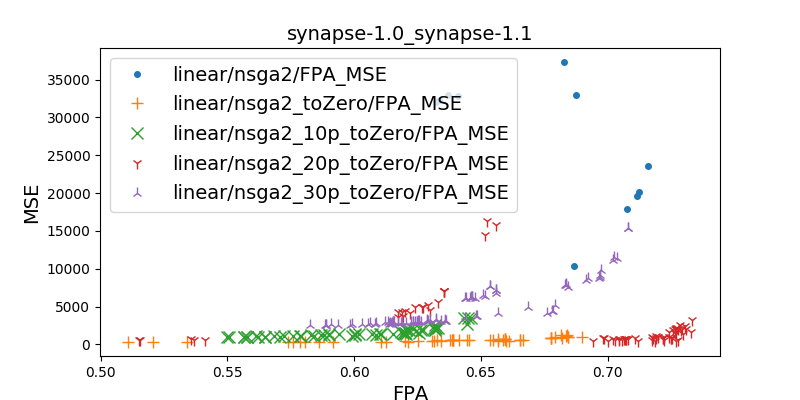 synapse-1.0_synapse-1.1
linear/nsga2/FPA_MSE
linear/nsga2_toZero/FPA_MSE
linear/nsga2_10p_toZero/FPA_MSE
linear/nsga2_20p_toZero/FPA_MSE
linear/nsga2_30p_toZero/FPA_MSE
MSE
35000
30000
25000
20000
15000
10000
5000
0
0.50 0.55 0.60 0.65 0.70
FPA